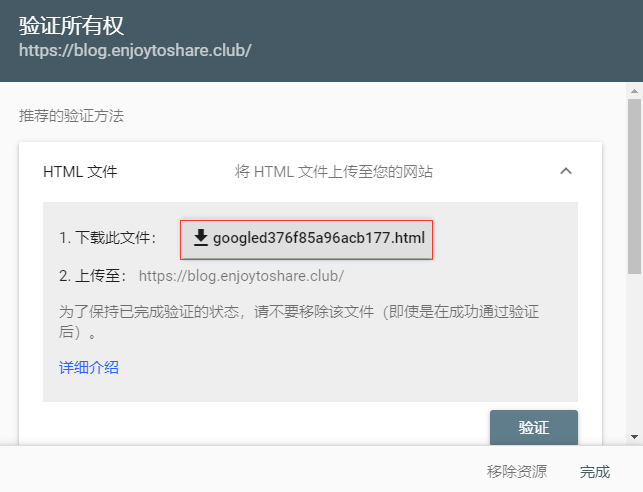 验证所有权
https://blog.enjoytoshare.club/
推荐的验证方法
HTML 文件 将 HTML 文件上传至您的网站
1. 下载此文件： googled376f85a96acb177.html
2. 上传至： https://blog.enjoytoshare.club/
为了保持已完成验证的状态，请不要移除该文件（即使是在成功通过验证
后）。
详细介绍
验证
移除资源 完成